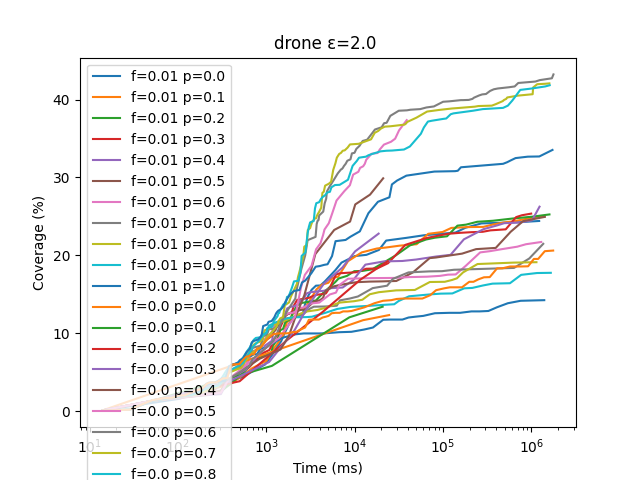 drone ε=2.0
Coverage (%)
40
30
20
10
0
f=0.01 p=0.0
f=0.01 p=0.1
f=0.01 p=0.2
f=0.01 p=0.3
f=0.01 p=0.4
f=0.01 p=0.5
f=0.01 p=0.6
f=0.01 p=0.7
f=0.01 p=0.8
f=0.01 p=0.9
f=0.01 p=1.0
f=0.0 p=0.0
f=0.0 p=0.1
f=0.0 p=0.2
f=0.0 p=0.3
f=0.0 p=0.4
f=0.0 p=0.5
f=0.0 p=0.6
f=0.0 p=0.7
f=0.0 p=0.8
10¹ 10² 10³ 10⁴ 10⁵ 10⁶
Time (ms)